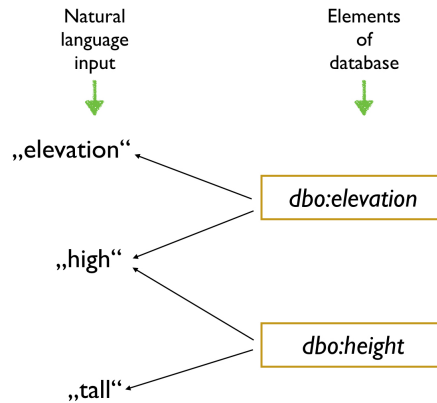 Natural
language
input
Elements
of
database
„elevation“
dbo:elevation
„high“
dbo:height
„tall“